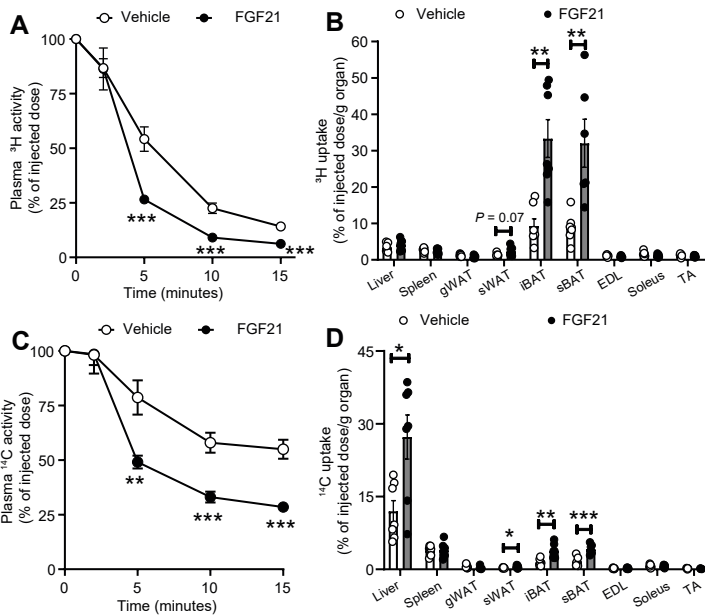 A
Vehicle
FGF21
Plasma ³H activity
(% of injected dose)
100
75
50
25
0
***
***
***
0
5
10
15
Time (minutes)
B
Vehicle
FGF21
³H uptake
(% of injected dose/g organ)
60
50
40
30
20
10
0
P = 0.07
**
**
Liver
Spleen
gWAT
sWAT
iBAT
sBAT
EDL
Soleus
TA
C
Vehicle
FGF21
Plasma ¹⁴C activity
(% of injected dose)
100
75
50
25
0
**
***
***
0
5
10
15
Time (minutes)
D
Vehicle
FGF21
¹⁴C uptake
(% of injected dose/g organ)
45
30
15
0
*
*
**
***
Liver
Spleen
gWAT
sWAT
iBAT
sBAT
EDL
Soleus
TA